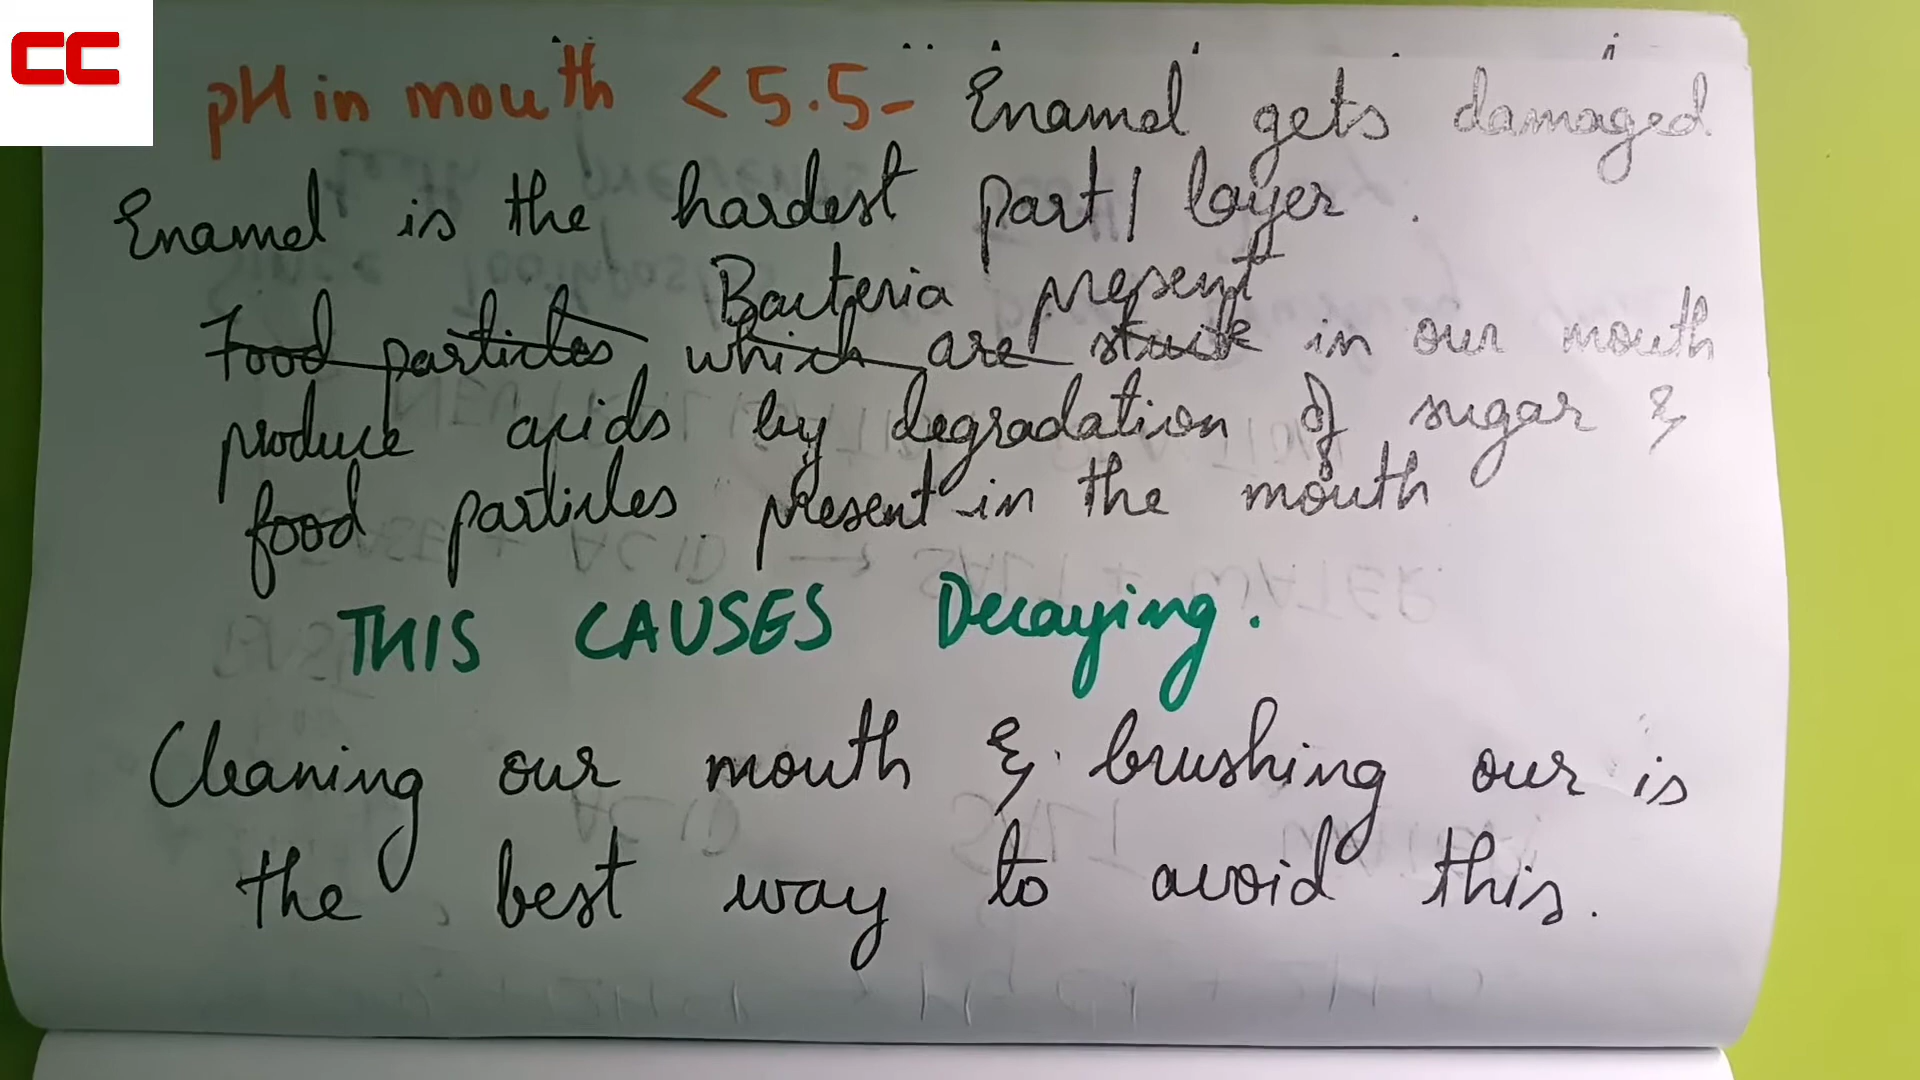 CC
pH in mouth < 5.5 - Enamel gets damaged
Enamel is the hardest part / layer.
Bacteria present
Food particles which are stuck in our mouth
produce acids by degradation of sugar &
food particles present in the mouth
THIS CAUSES Decaying.
Cleaning our mouth & brushing our is
the best way to avoid this.